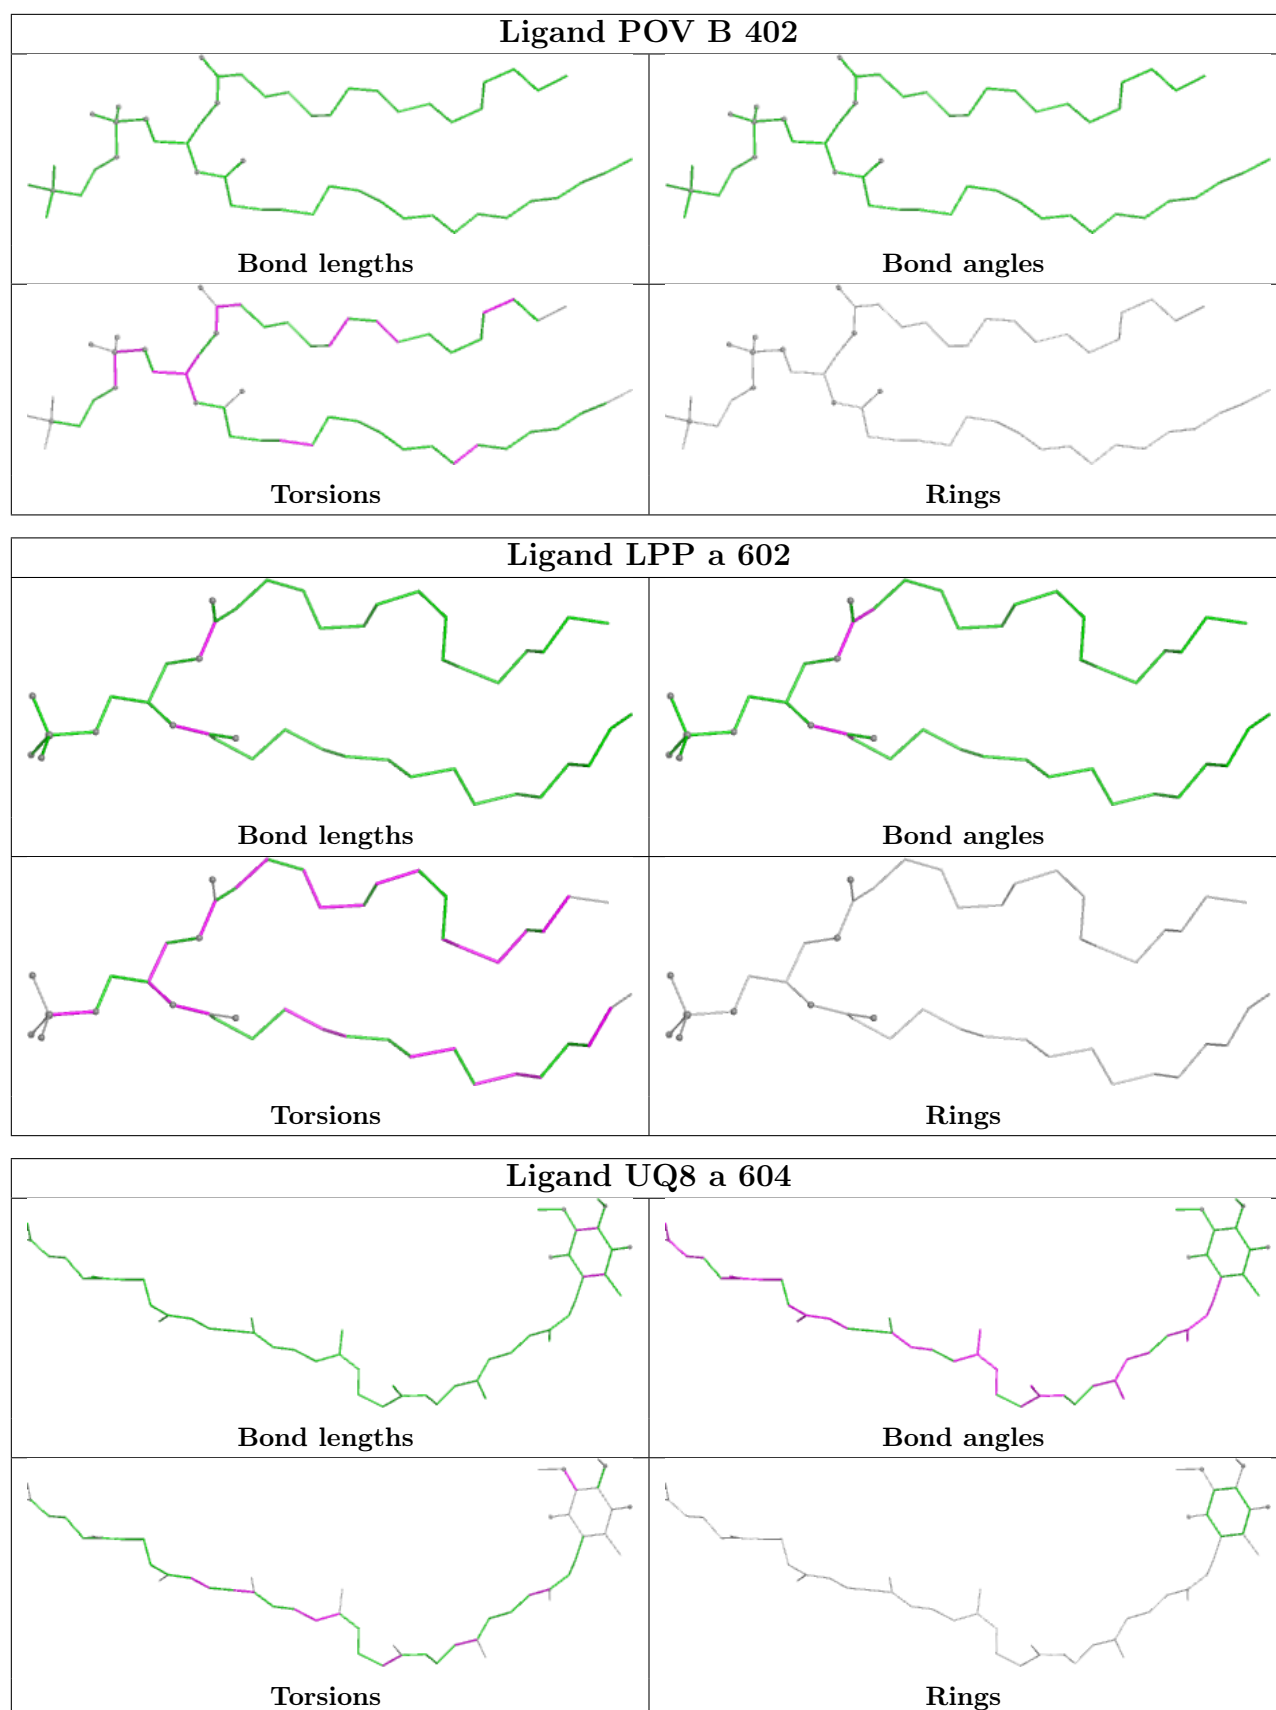 Ligand POV B 402
Bond lengths
Bond angles
Torsions
Rings
Ligand LPP a 602
Bond lengths
Bond angles
Torsions
Rings
Ligand UQ8 a 604
Bond lengths
Bond angles
Torsions
Rings